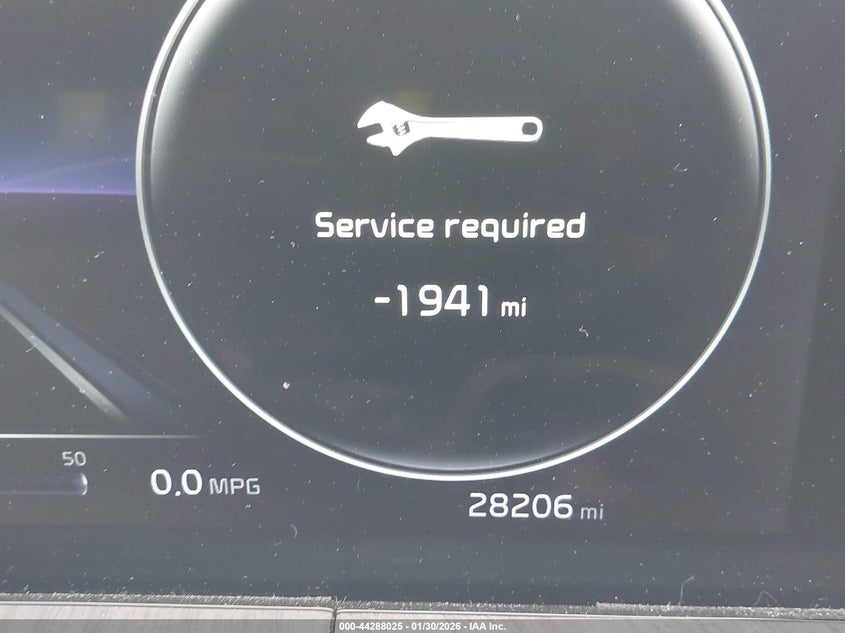 Service required
-1941 mi
50
0.0 MPG
28206 mi
000-44288025 - 01/30/2026 - IAA Inc.